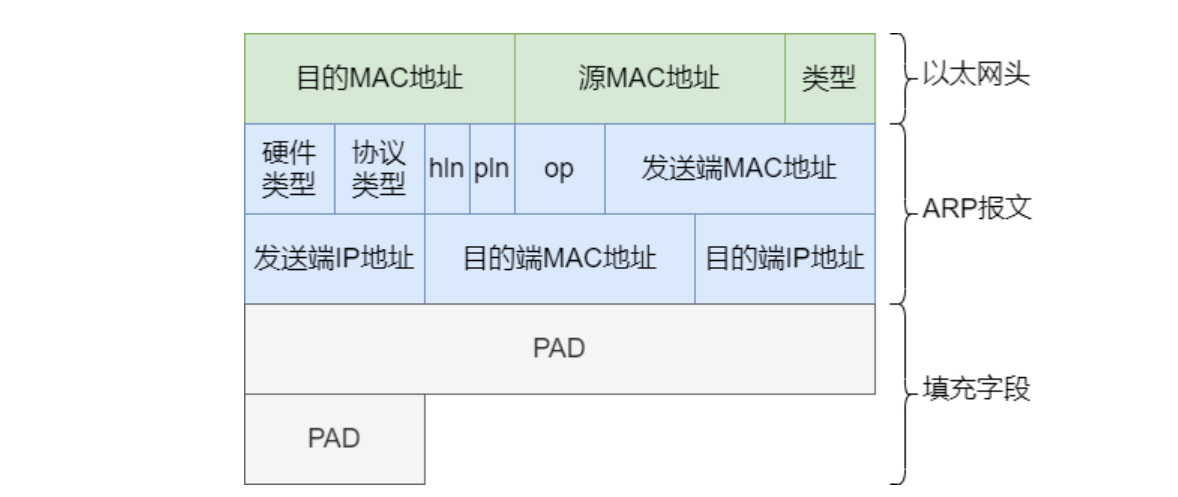 目的MAC地址 源MAC地址 类型 以太网头
硬件类型 协议类型 hln pln op 发送端MAC地址
ARP报文
发送端IP地址 目的端MAC地址 目的端IP地址
PAD
填充字段
PAD